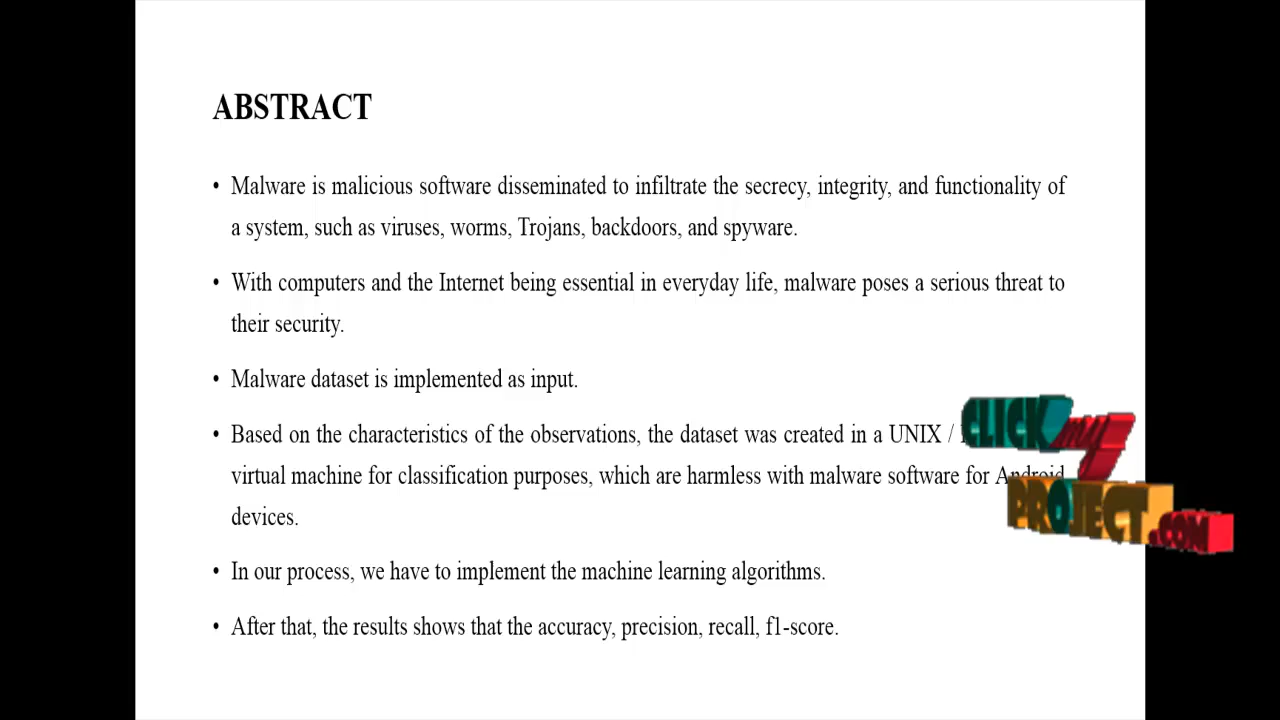 ABSTRACT
• Malware is malicious software disseminated to infiltrate the secrecy, integrity, and functionality of
a system, such as viruses, worms, Trojans, backdoors, and spyware.
• With computers and the Internet being essential in everyday life, malware poses a serious threat to
their security.
• Malware dataset is implemented as input.
• Based on the characteristics of the observations, the dataset was created in a UNIX /
virtual machine for classification purposes, which are harmless with malware software for Android
devices.
• In our process, we have to implement the machine learning algorithms.
• After that, the results shows that the accuracy, precision, recall, f1-score.
CLICK my
PROJECT.COM